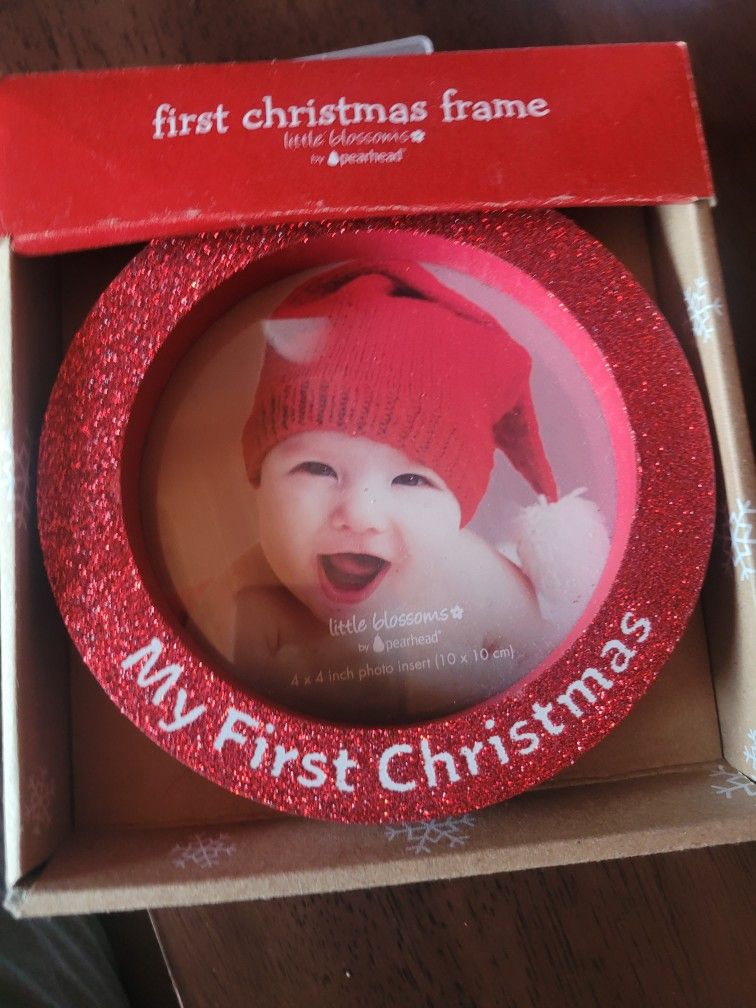 first christmas frame
little blossoms
by pearhead
little blossoms
by pearhead
4 x 4 inch photo insert (10 x 10 cm)
My First Christmas